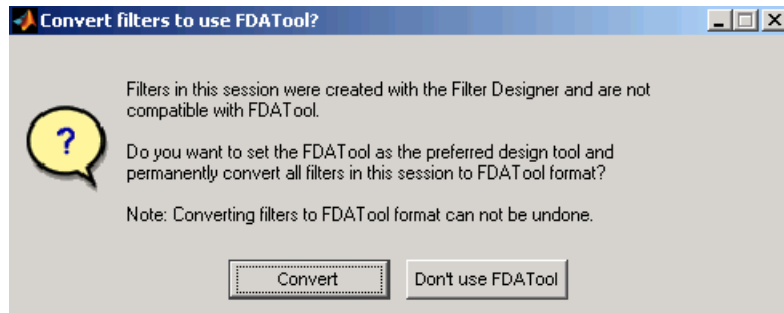 Convert filters to use FDATool?
Filters in this session were created with the Filter Designer and are not
compatible with FDATool.
Do you want to set the FDATool as the preferred design tool and
permanently convert all filters in this session to FDATool format?
Note: Converting filters to FDATool format can not be undone.
Convert
Don't use FDATool